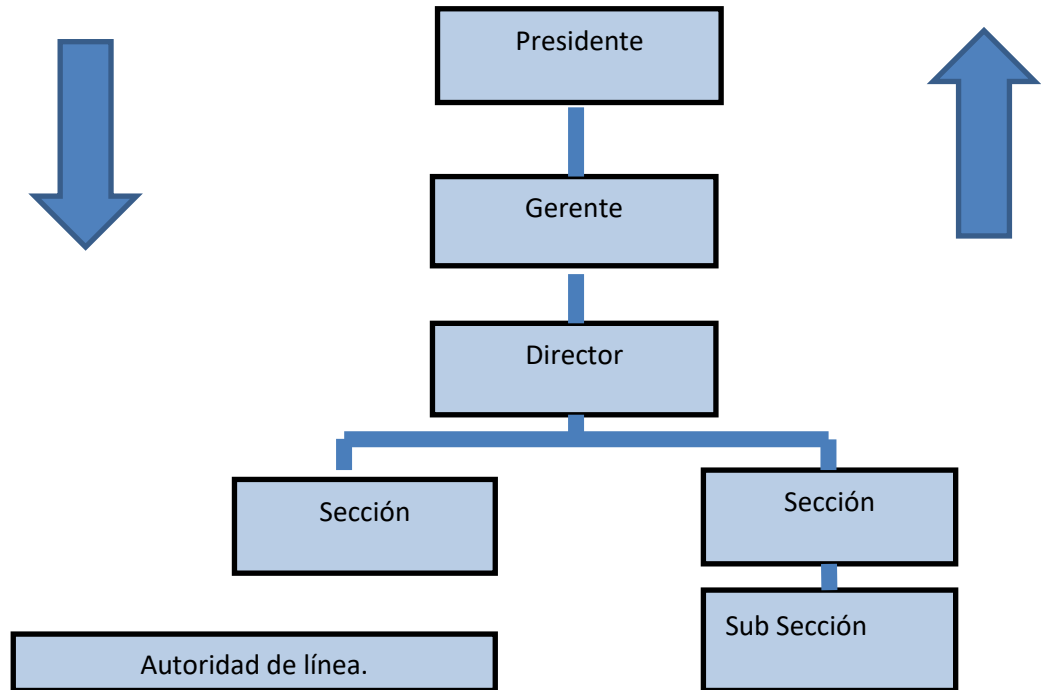 Presidente
Gerente
Director
Sección
Sección
Sub Sección
Autoridad de línea.